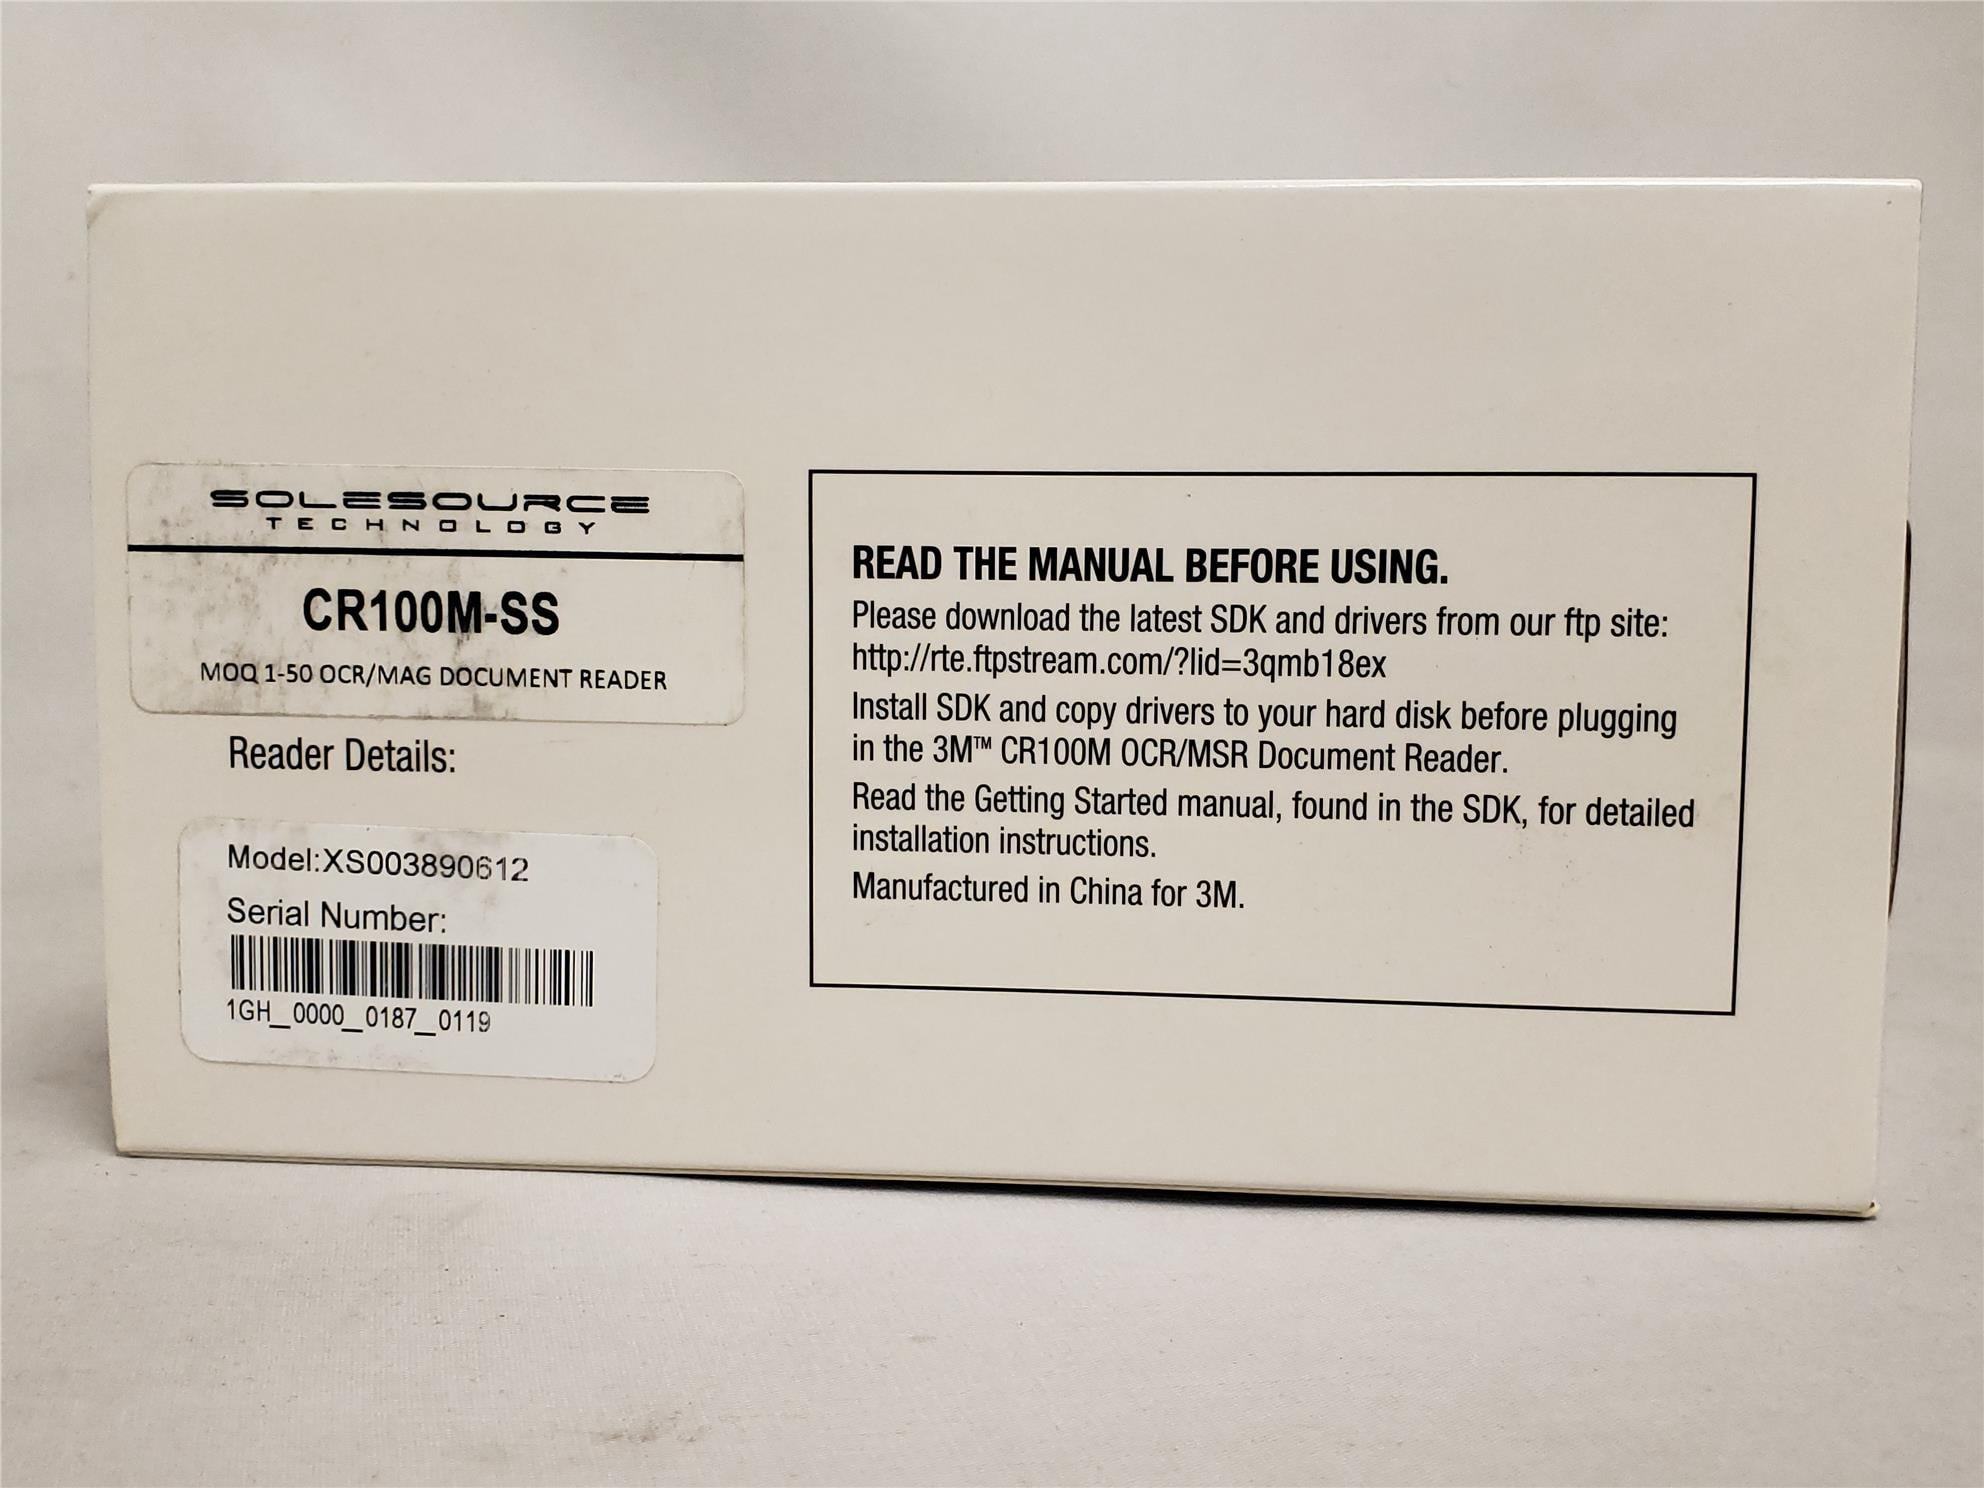 SOLESOURCE
TECHNOLOGY
CR100M-SS
MOQ 1-50 OCR/MAG DOCUMENT READER
Reader Details:
Model:XS003890612
Serial Number:
1GH_0000_0187_0119
READ THE MANUAL BEFORE USING.
Please download the latest SDK and drivers from our ftp site:
http://rte.ftpstream.com/?lid=3qmb18ex
Install SDK and copy drivers to your hard disk before plugging
in the 3M™ CR100M OCR/MSR Document Reader.
Read the Getting Started manual, found in the SDK, for detailed
installation instructions.
Manufactured in China for 3M.